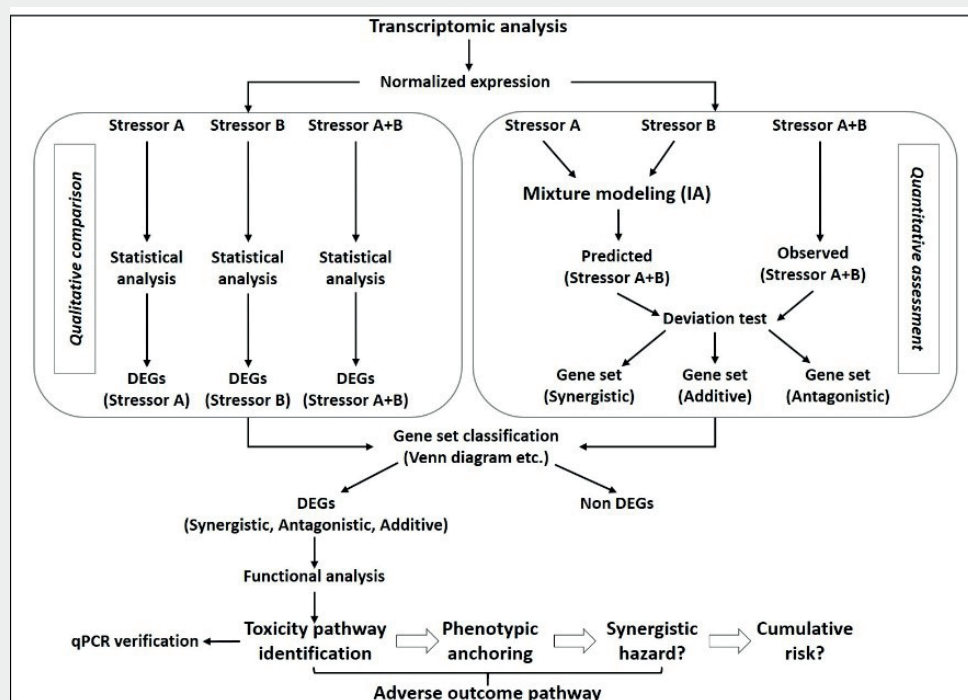 Transcriptomic analysis
Normalized expression
Qualitative comparison
Stressor A
Stressor B
Stressor A+B
Statistical
analysis
Statistical
analysis
Statistical
analysis
DEGs
(Stressor A)
DEGs
(Stressor B)
DEGs
(Stressor A+B)
Stressor A
Stressor B
Stressor A+B
Mixture modeling (IA)
Predicted
(Stressor A+B)
Observed
(Stressor A+B)
Deviation test
Gene set
(Synergistic)
Gene set
(Additive)
Gene set
(Antagonistic)
Quantitative assessment
Gene set classification
(Venn diagram etc.)
DEGs
(Synergistic, Antagonistic, Additive)
Non DEGs
Functional analysis
qPCR verification
Toxicity pathway
identification
Phenotypic
anchoring
Synergistic
hazard?
Cumulative
risk?
Adverse outcome pathway